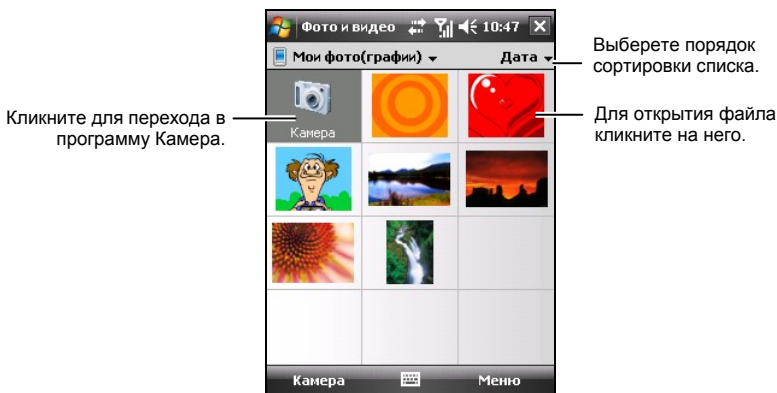 Фото и видео 10:47
Мои фото(графии) Дата
Камера
Кликните для перехода в
программу Камера.
Выберете порядок
сортировки списка.
Для открытия файла
кликните на него.
Камера Меню